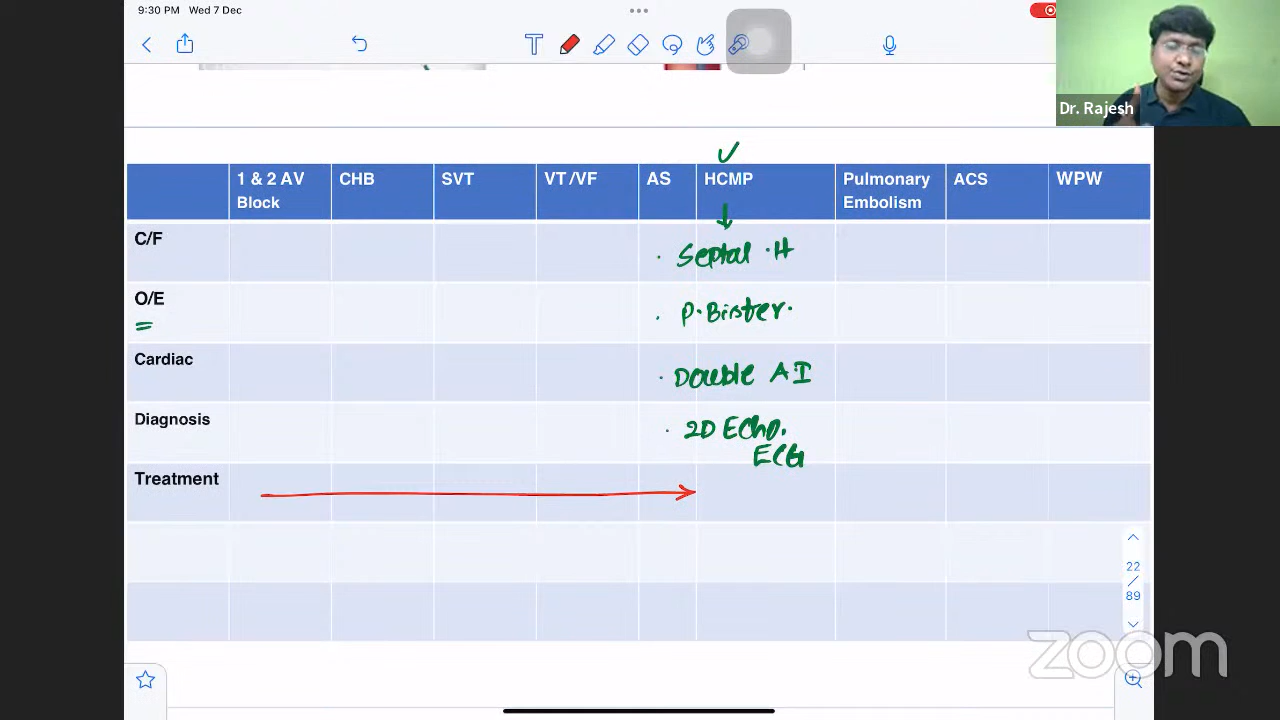 9:30 PM Wed 7 Dec
T
Dr. Rajesh
1 & 2 AV Block
CHB
SVT
VT /VF
AS
HCMP
Pulmonary Embolism
ACS
WPW
C/F
Septal · H
O/E
P. Bister.
Cardiac
Double A.I
Diagnosis
2D Echo.
ECG
Treatment
22
/
89
zoom